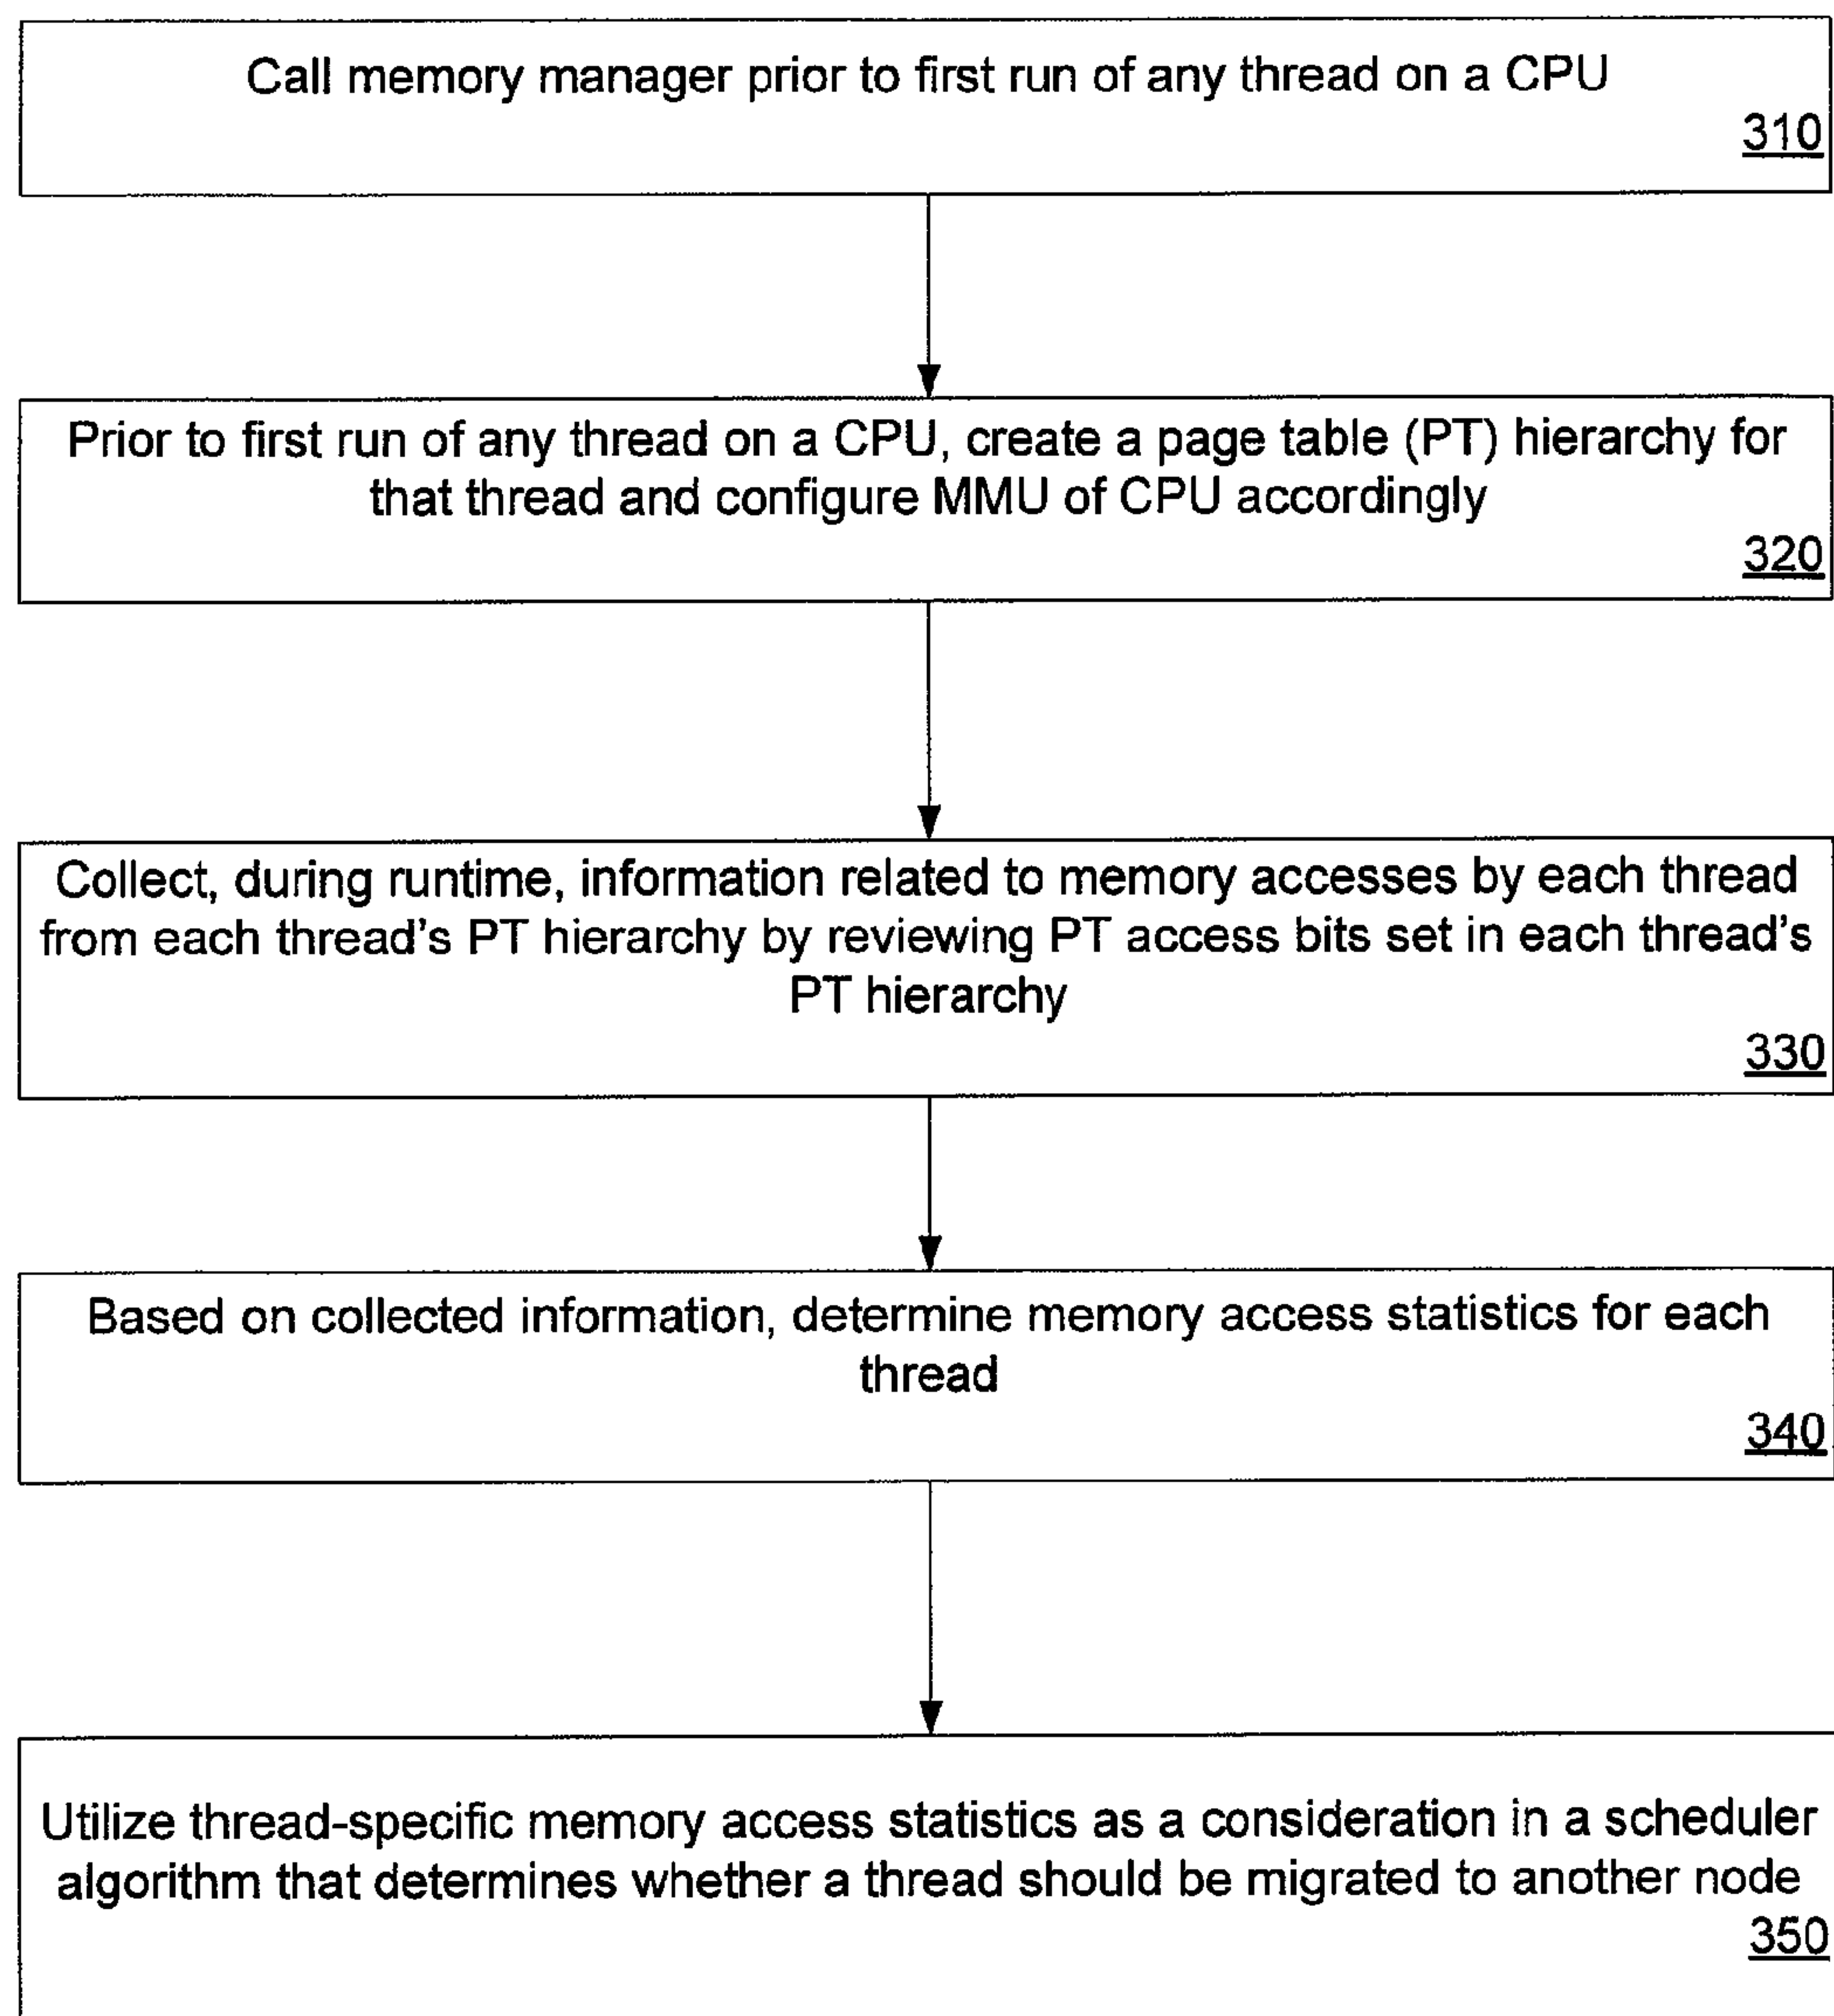 Call memory manager prior to first run of any thread on a CPU
310
Prior to first run of any thread on a CPU, create a page table (PT) hierarchy for
that thread and configure MMU of CPU accordingly
320
Collect, during runtime, information related to memory accesses by each thread
from each thread's PT hierarchy by reviewing PT access bits set in each thread's
PT hierarchy
330
Based on collected information, determine memory access statistics for each
thread
340
Utilize thread-specific memory access statistics as a consideration in a scheduler
algorithm that determines whether a thread should be migrated to another node
350